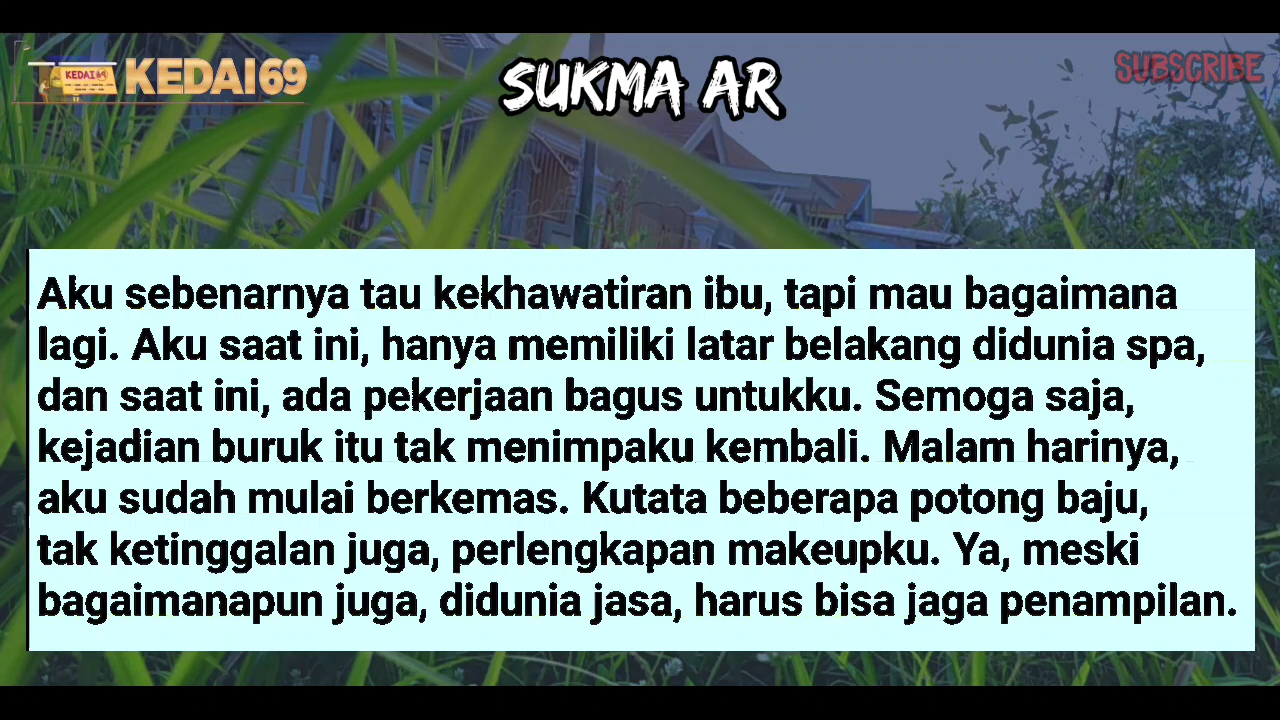 KEDAI 69
KEDAI69
SUKMA AR
SUBSCRIBE
Aku sebenarnya tau kekhawatiran ibu, tapi mau bagaimana
lagi. Aku saat ini, hanya memiliki latar belakang didunia spa,
dan saat ini, ada pekerjaan bagus untukku. Semoga saja,
kejadian buruk itu tak menimpaku kembali. Malam harinya,
aku sudah mulai berkemas. Kutata beberapa potong baju,
tak ketinggalan juga, perlengkapan makeupku. Ya, meski
bagaimanapun juga, didunia jasa, harus bisa jaga penampilan.